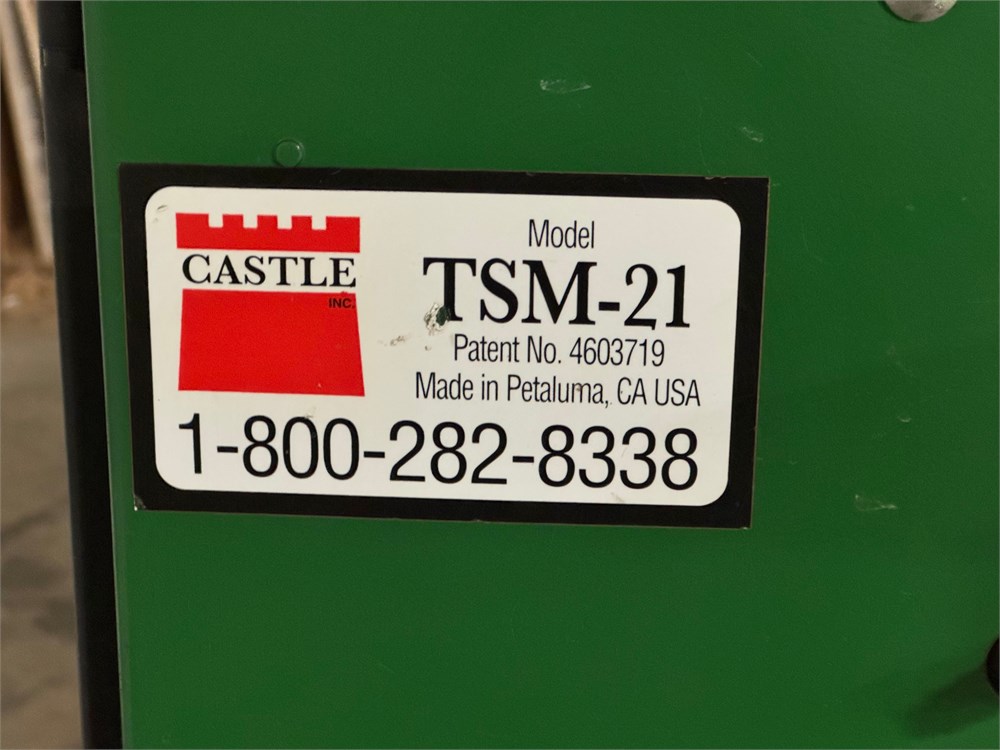 CASTLE
INC.
Model
TSM-21
Patent No. 4603719
Made in Petaluma, CA USA
1-800-282-8338